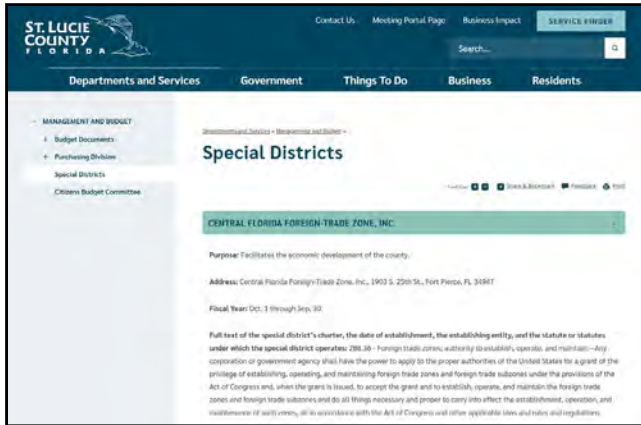 ST. LUCIE
COUNTY
FLORIDA
Contact Us Meeting Portal Page Business Impact SERVICE FINDER
Search...
Departments and Services Government Things To Do Business Residents
- MANAGEMENT AND BUDGET
+ Budget Documents
+ Purchasing Division
Special Districts
Citizens Budget Committee
Departments and Services » Management and Budget »
Special Districts
Font Size: Share & Bookmark Feedback Print
CENTRAL FLORIDA FOREIGN-TRADE ZONE, INC. -
Purpose: Facilitates the economic development of the county.
Address: Central Florida Foreign-Trade Zone, Inc., 1903 S. 25th St., Fort Pierce, FL 34947
Fiscal Year: Oct. 1 through Sep. 30
Full text of the special district's charter, the date of establishment, the establishing entity, and the statute or statutes
under which the special district operates: 288.36-- Foreign trade zones; authority to establish, operate, and maintain.--Any
corporation or government agency shall have the power to apply to the proper authorities of the United States for a grant of the
privilege of establishing, operating, and maintaining foreign trade zones and foreign trade subzones under the provisions of the
Act of Congress and, when the grant is issued, to accept the grant and to establish, operate, and maintain the foreign trade
zones and foreign trade subzones and do all things necessary and proper to carry into effect the establishment, operation, and
maintenance of such zones, all in accordance with the Act of Congress and other applicable laws and rules and regulations.